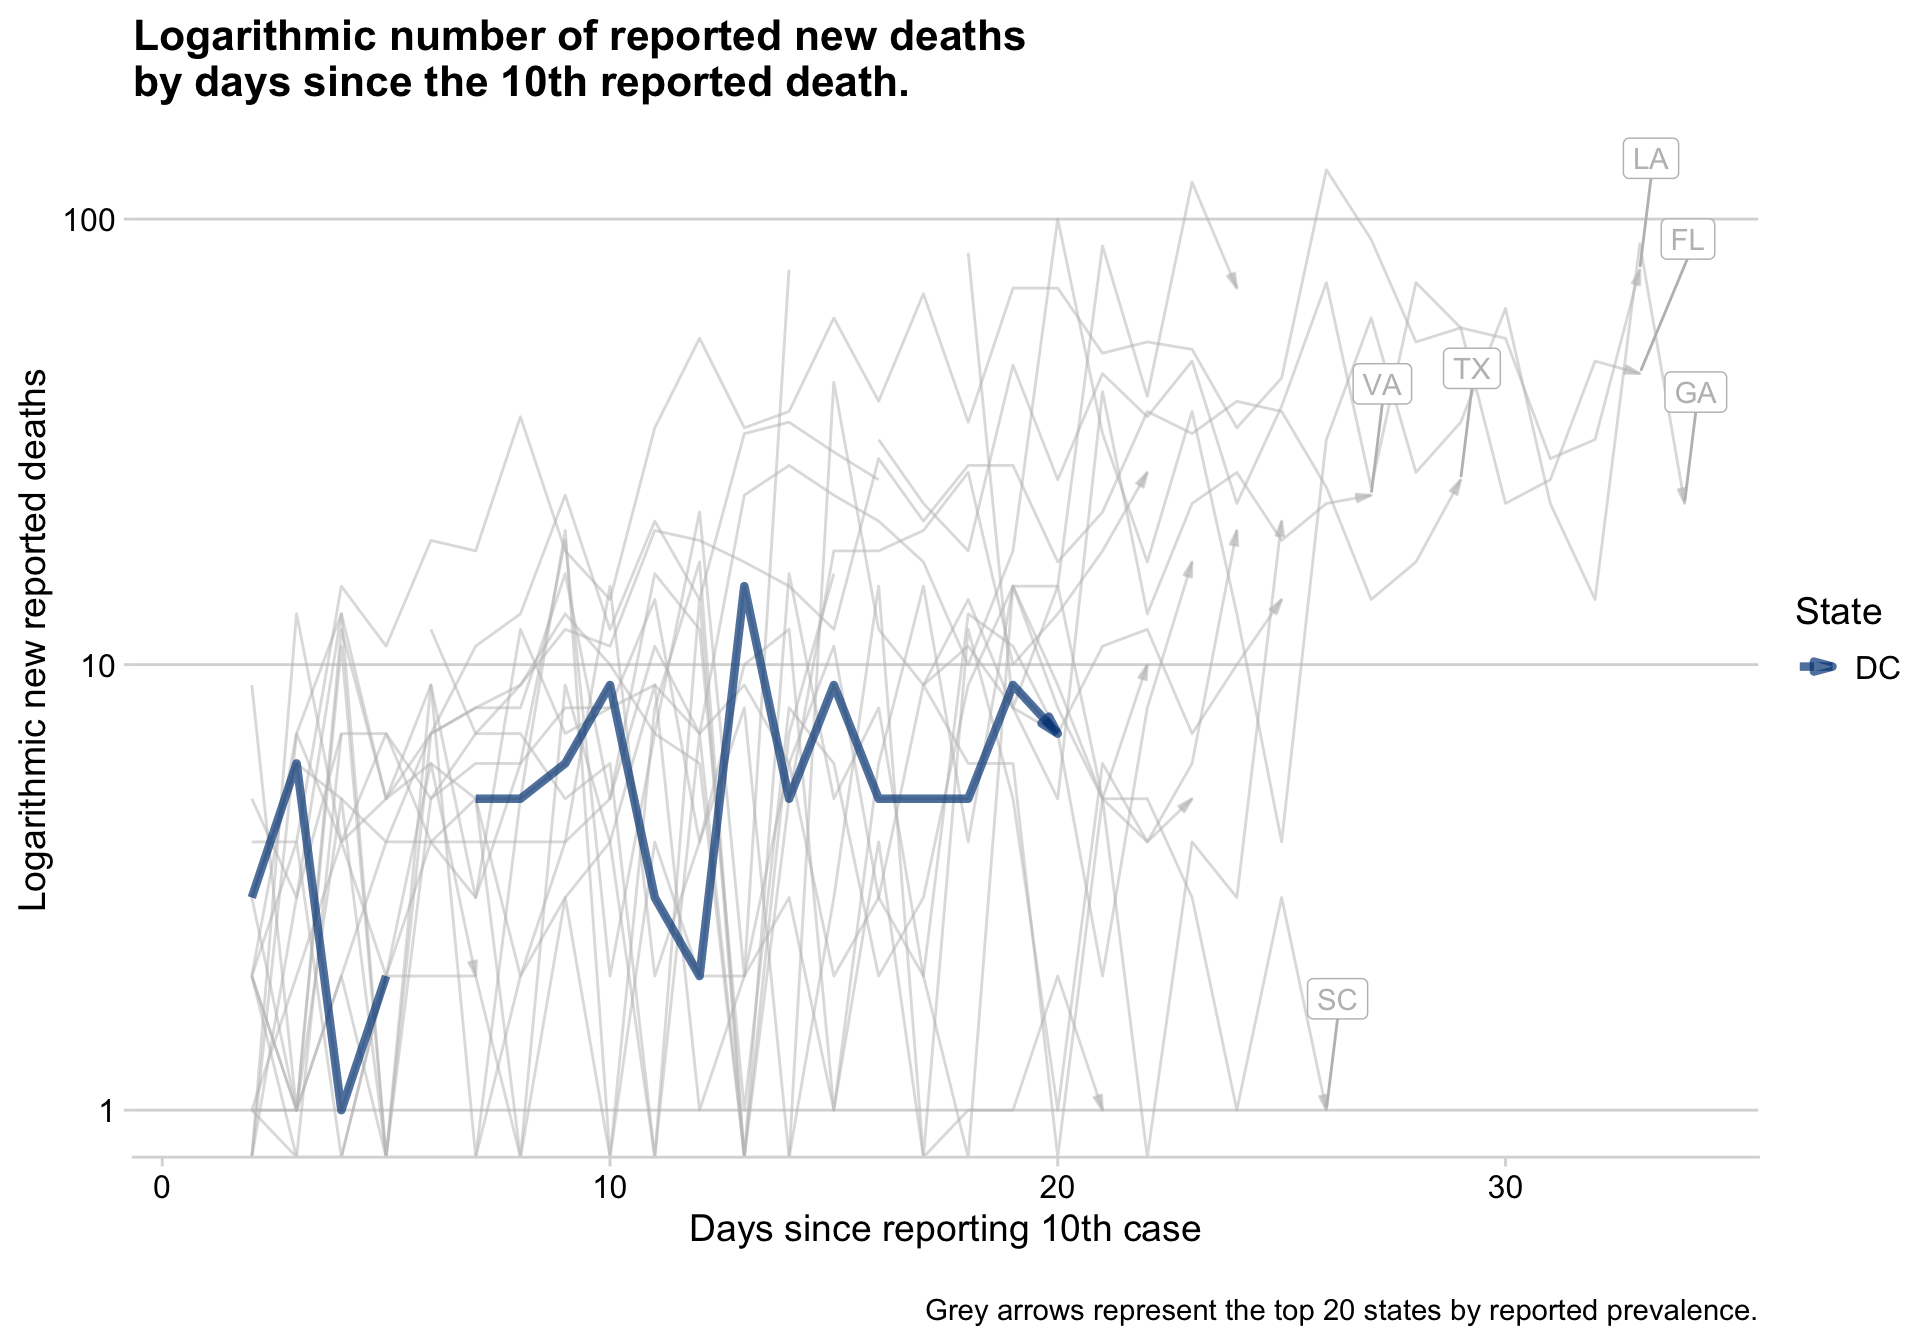 Logarithmic number of reported new deaths
by days since the 10th reported death.
Logarithmic new reported deaths
100
10
1
LA
FL
VA
TX
GA
SC
State
DC
0
10
20
30
Days since reporting 10th case
Grey arrows represent the top 20 states by reported prevalence.